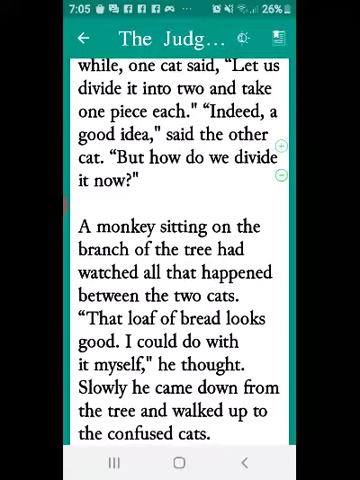 7:05
26%
The Judg...
while, one cat said, “Let us
divide it into two and take
one piece each." “Indeed, a
good idea," said the other
cat. “But how do we divide
it now?"
A monkey sitting on the
branch of the tree had
watched all that happened
between the two cats.
“That loaf of bread looks
good. I could do with
it myself," he thought.
Slowly he came down from
the tree and walked up to
the confused cats.